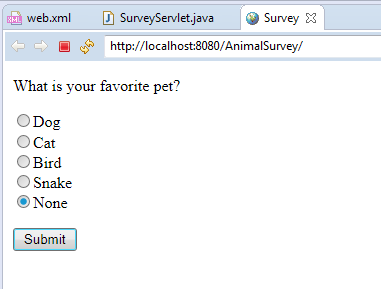 web.xml SurveyServlet.java Survey
http://localhost:8080/AnimalSurvey/
What is your favorite pet?
Dog
Cat
Bird
Snake
None
Submit